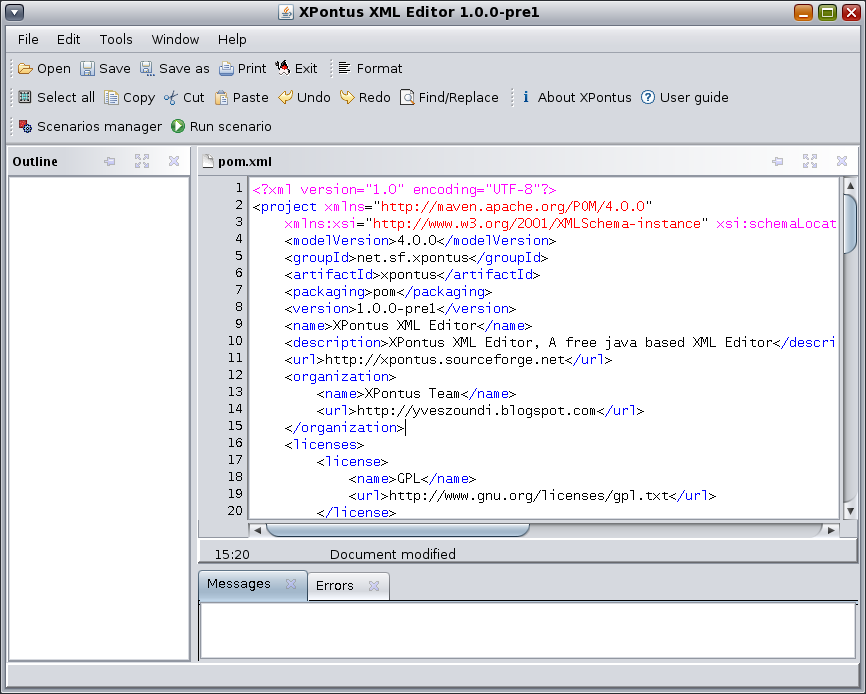 XPontus XML Editor 1.0.0-pre1
File Edit Tools Window Help
Open Save Save as Print Exit Format
Select all Copy Cut Paste Undo Redo Find/Replace i About XPontus ? User guide
Scenarios manager Run scenario
Outline
pom.xml
1 <?xml version="1.0" encoding="UTF-8"?>
2 <project xmlns="http://maven.apache.org/POM/4.0.0"
3 xmlns:xsi="http://www.w3.org/2001/XMLSchema-instance" xsi:schemaLocat
4 <modelVersion>4.0.0</modelVersion>
5 <groupId>net.sf.xpontus</groupId>
6 <artifactId>xpontus</artifactId>
7 <packaging>pom</packaging>
8 <version>1.0.0-pre1</version>
9 <name>XPontus XML Editor</name>
10 <description>XPontus XML Editor, A free java based XML Editor</descri
11 <url>http://xpontus.sourceforge.net</url>
12 <organization>
13 <name>XPontus Team</name>
14 <url>http://yveszoundi.blogspot.com</url>
15 </organization>
16 <licenses>
17 <license>
18 <name>GPL</name>
19 <url>http://www.gnu.org/licenses/gpl.txt</url>
20 </license>
15:20 Document modified
Messages Errors